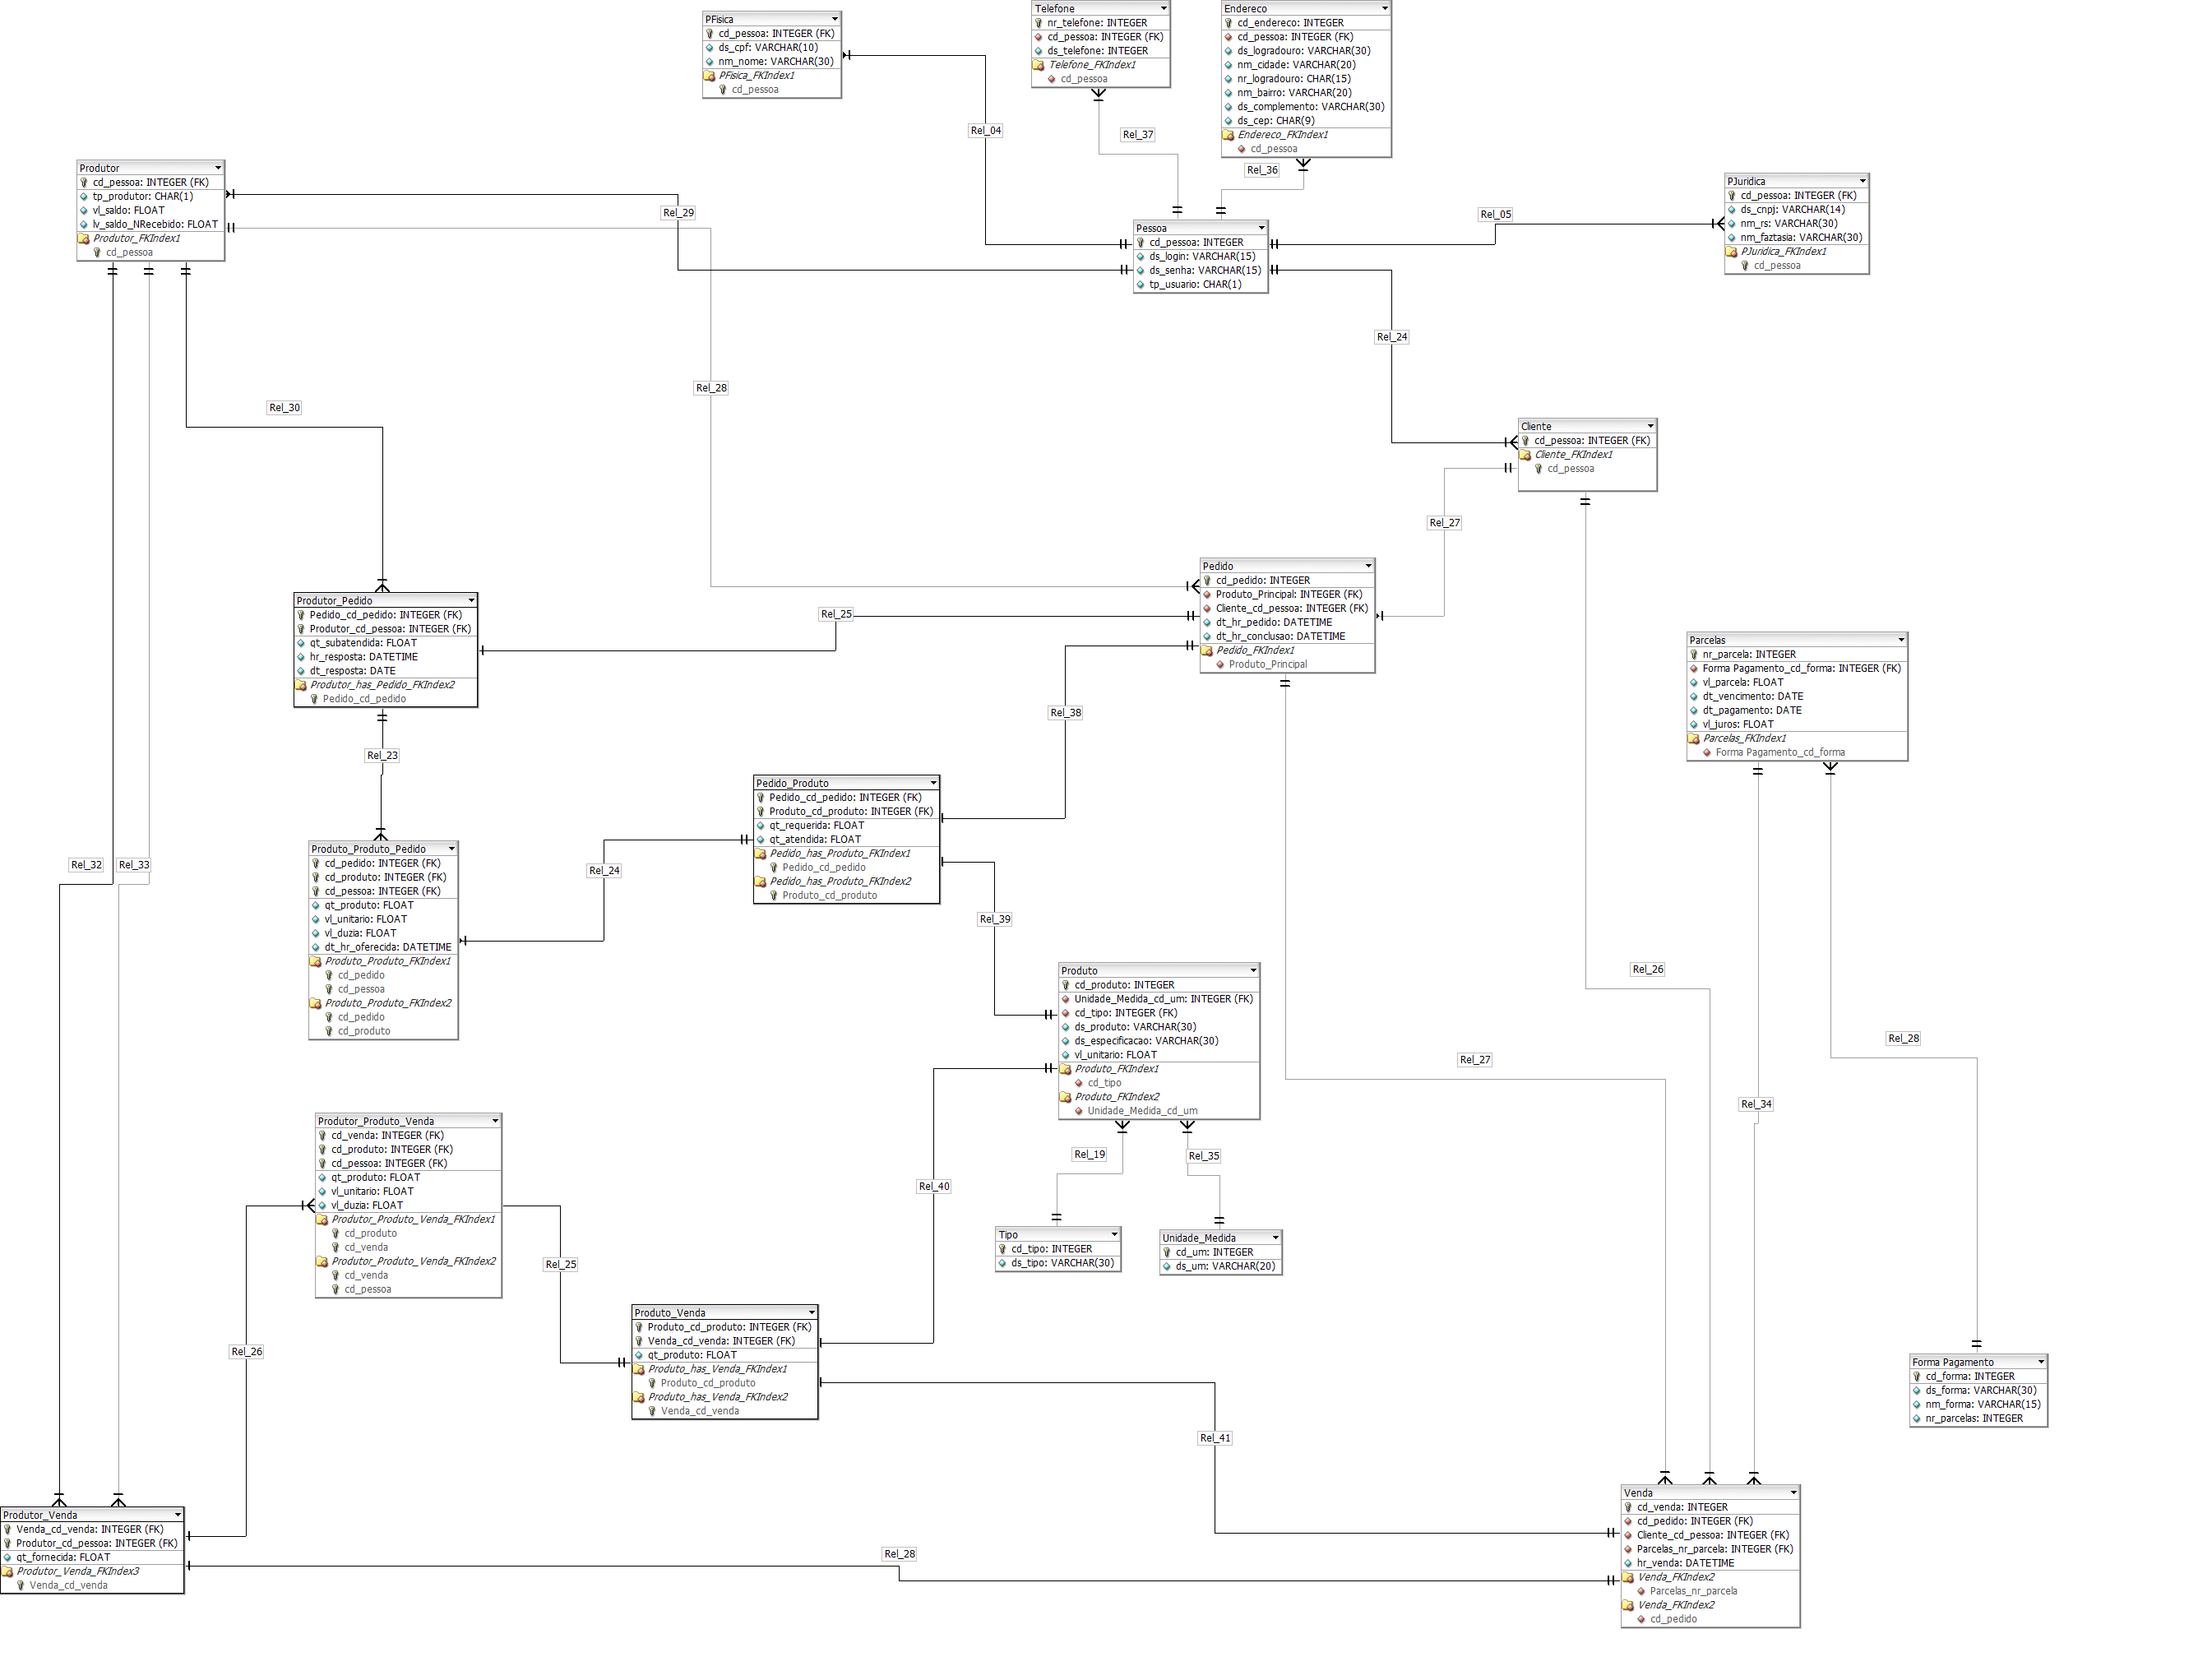 PFisica
cd_pessoa: INTEGER (FK)
ds_cpf: VARCHAR(10)
nm_nome: VARCHAR(30)
PFisica_FKIndex1
cd_pessoa
Telefone
nr_telefone: INTEGER
cd_pessoa: INTEGER (FK)
ds_telefone: INTEGER
Telefone_FKIndex1
cd_pessoa
Endereco
cd_endereco: INTEGER
cd_pessoa: INTEGER (FK)
ds_logradouro: VARCHAR(30)
nm_cidade: VARCHAR(20)
nr_logradouro: CHAR(15)
nm_bairro: VARCHAR(20)
ds_complemento: VARCHAR(30)
ds_cep: CHAR(9)
Endereco_FKIndex1
cd_pessoa
Rel_04
Rel_37
Rel_36
Produtor
cd_pessoa: INTEGER (FK)
tp_produtor: CHAR(1)
vl_saldo: FLOAT
lv_saldo_NRecebido: FLOAT
Produtor_FKIndex1
cd_pessoa
Rel_29
Pessoa
cd_pessoa: INTEGER
ds_login: VARCHAR(15)
ds_senha: VARCHAR(15)
tp_usuario: CHAR(1)
Rel_05
PJuridica
cd_pessoa: INTEGER (FK)
ds_cnpj: VARCHAR(14)
nm_rs: VARCHAR(30)
nm_faztasia: VARCHAR(30)
PJuridica_FKIndex1
cd_pessoa
Rel_24
Rel_28
Rel_30
Cliente
cd_pessoa: INTEGER (FK)
Cliente_FKIndex1
cd_pessoa
Rel_27
Pedido
cd_pedido: INTEGER
Produto_Principal: INTEGER (FK)
Cliente_cd_pessoa: INTEGER (FK)
dt_hr_pedido: DATETIME
dt_hr_conclusao: DATETIME
Pedido_FKIndex1
Produto_Principal
Produtor_Pedido
Pedido_cd_pedido: INTEGER (FK)
Produtor_cd_pessoa: INTEGER (FK)
qt_subatendida: FLOAT
hr_resposta: DATETIME
dt_resposta: DATE
Produtor_has_Pedido_FKIndex2
Pedido_cd_pedido
Rel_25
Parcelas
nr_parcela: INTEGER
Forma Pagamento_cd_forma: INTEGER (FK)
vl_parcela: FLOAT
dt_vencimento: DATE
dt_pagamento: DATE
vl_juros: FLOAT
Parcelas_FKIndex1
Forma Pagamento_cd_forma
Rel_38
Rel_23
Pedido_Produto
Pedido_cd_pedido: INTEGER (FK)
Produto_cd_produto: INTEGER (FK)
qt_requerida: FLOAT
qt_atendida: FLOAT
Pedido_has_Produto_FKIndex1
Pedido_cd_pedido
Pedido_has_Produto_FKIndex2
Produto_cd_produto
Rel_32
Rel_33
Produto_Produto_Pedido
cd_pedido: INTEGER (FK)
cd_produto: INTEGER (FK)
cd_pessoa: INTEGER (FK)
qt_produto: FLOAT
vl_unitario: FLOAT
vl_duzia: FLOAT
dt_hr_oferecida: DATETIME
Produto_Produto_FKIndex1
cd_pedido
cd_pessoa
Produto_Produto_FKIndex2
cd_pedido
cd_produto
Rel_24
Rel_39
Produto
cd_produto: INTEGER
Unidade_Medida_cd_um: INTEGER (FK)
cd_tipo: INTEGER (FK)
ds_produto: VARCHAR(30)
ds_especificacao: VARCHAR(30)
vl_unitario: FLOAT
Produto_FKIndex1
cd_tipo
Produto_FKIndex2
Unidade_Medida_cd_um
Rel_26
Rel_28
Rel_27
Rel_34
Produtor_Produto_Venda
cd_venda: INTEGER (FK)
cd_produto: INTEGER (FK)
cd_pessoa: INTEGER (FK)
qt_produto: FLOAT
vl_unitario: FLOAT
vl_duzia: FLOAT
Produtor_Produto_Venda_FKIndex1
cd_produto
cd_venda
Produtor_Produto_Venda_FKIndex2
cd_venda
cd_pessoa
Rel_19
Rel_35
Rel_40
Tipo
cd_tipo: INTEGER
ds_tipo: VARCHAR(30)
Unidade_Medida
cd_um: INTEGER
ds_um: VARCHAR(20)
Rel_25
Rel_26
Produto_Venda
Produto_cd_produto: INTEGER (FK)
Venda_cd_venda: INTEGER (FK)
qt_produto: FLOAT
Produto_has_Venda_FKIndex1
Produto_cd_produto
Produto_has_Venda_FKIndex2
Venda_cd_venda
Forma Pagamento
cd_forma: INTEGER
ds_forma: VARCHAR(30)
nm_forma: VARCHAR(15)
nr_parcelas: INTEGER
Rel_41
Produtor_Venda
Venda_cd_venda: INTEGER (FK)
Produtor_cd_pessoa: INTEGER (FK)
qt_fornecida: FLOAT
Produtor_Venda_FKIndex3
Venda_cd_venda
Rel_28
Venda
cd_venda: INTEGER
cd_pedido: INTEGER (FK)
Cliente_cd_pessoa: INTEGER (FK)
Parcelas_nr_parcela: INTEGER (FK)
hr_venda: DATETIME
Venda_FKIndex2
Parcelas_nr_parcela
Venda_FKIndex2
cd_pedido